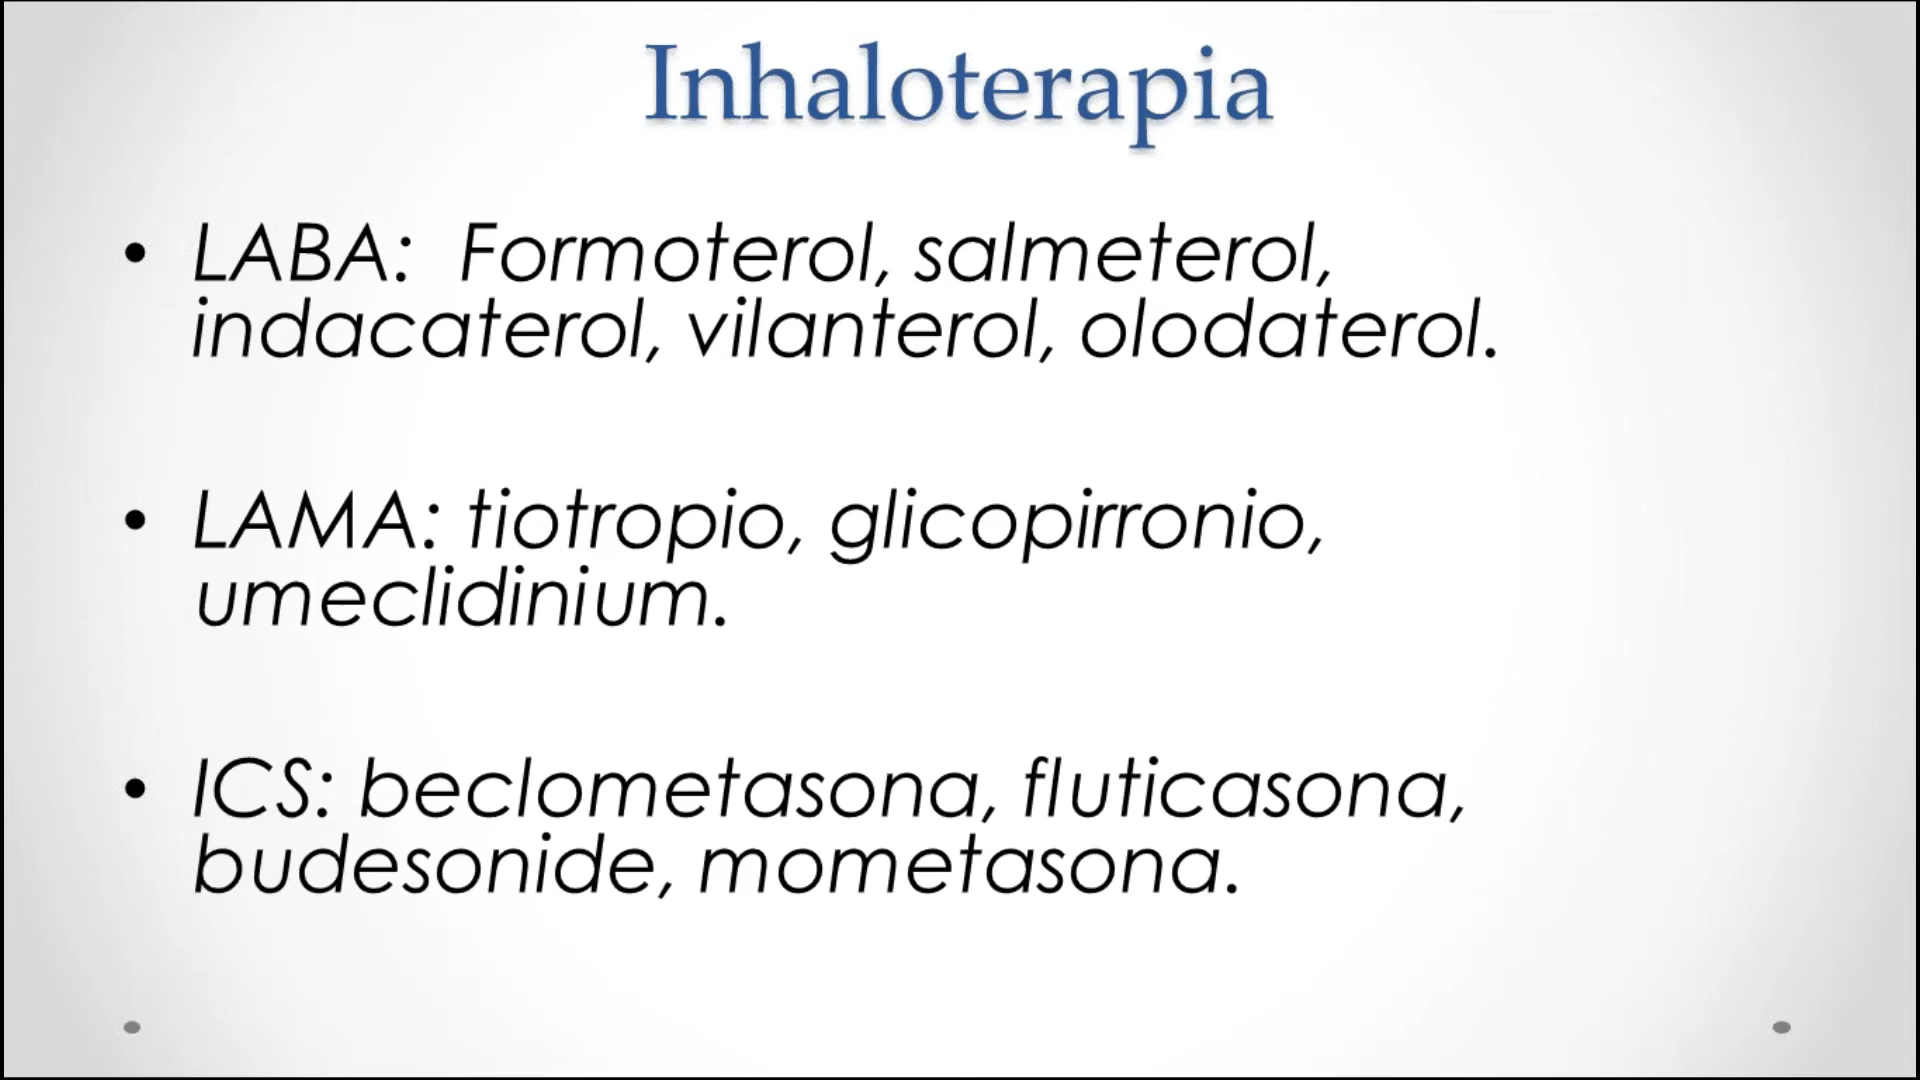 Inhaloterapia
• LABA: Formoterol, salmeterol,
indacaterol, vilanterol, olodaterol.
• LAMA: tiotropio, glicopirronio,
umeclidinium.
• ICS: beclometasona, fluticasona,
budesonide, mometasona.